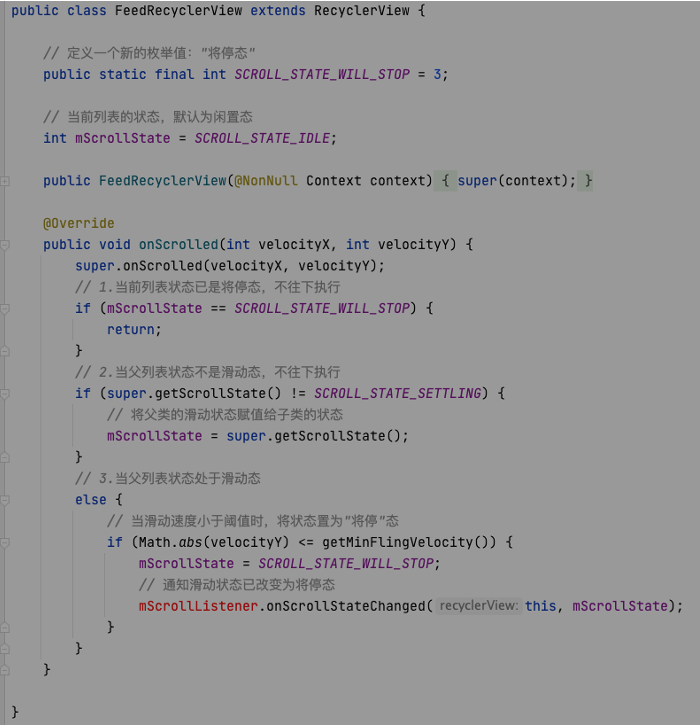 public class FeedRecyclerView extends RecyclerView {
// 定义一个新的枚举值："将停态"
public static final int SCROLL_STATE_WILL_STOP = 3;
// 当前列表的状态，默认为闲置态
int mScrollState = SCROLL_STATE_IDLE;
public FeedRecyclerView(@NonNull Context context) { super(context); }
@Override
public void onScrolled(int velocityX, int velocityY) {
super.onScrolled(velocityX, velocityY);
// 1.当前列表状态已是将停态，不往下执行
if (mScrollState == SCROLL_STATE_WILL_STOP) {
return;
}
// 2.当父列表状态不是滑动态，不往下执行
if (super.getScrollState() != SCROLL_STATE_SETTLING) {
// 将父类的滑动状态赋值给子类的状态
mScrollState = super.getScrollState();
}
// 3.当父列表状态处于滑动态
else {
// 当滑动速度小于阈值时，将状态置为"将停"态
if (Math.abs(velocityY) <= getMinFlingVelocity()) {
mScrollState = SCROLL_STATE_WILL_STOP;
// 通知滑动状态已改变为将停态
mScrollListener.onScrollStateChanged( recyclerView: this, mScrollState);
}
}
}
}